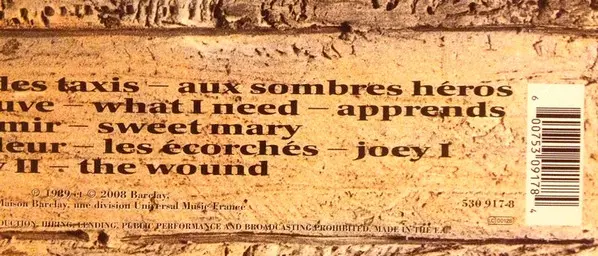 des taxis – aux sombres héros
uve – what I need – apprends
mir – sweet mary
leur – les écorchés – joey I
II – the wound
℗ 1989 © 2008 Barclay.
Maison Barclay, une division Universal Music France
530 917-8
UCTION, HIRING, LENDING, PUBLIC PERFORMANCE AND BROADCASTING PROHIBITED. MADE IN THE E.C.
6 00753 09178 4